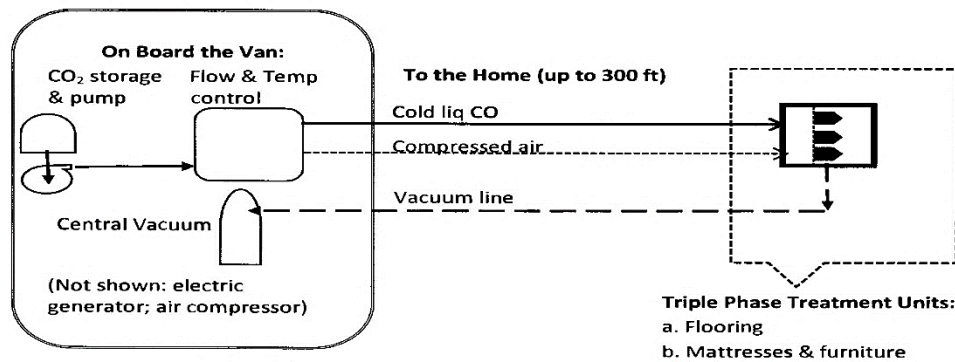 On Board the Van:
CO₂ storage & pump
Flow & Temp control
To the Home (up to 300 ft)
Cold liq CO
Compressed air
Vacuum line
Central Vacuum
(Not shown: electric
generator; air compressor)
Triple Phase Treatment Units:
a. Flooring
b. Mattresses & furniture